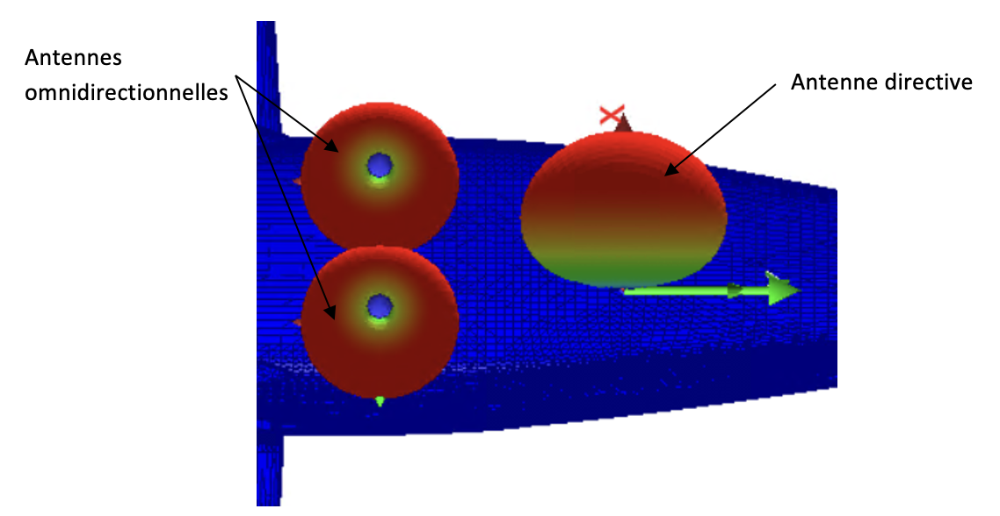 Antennes
omnidirectionnelles
Antenne directive
X